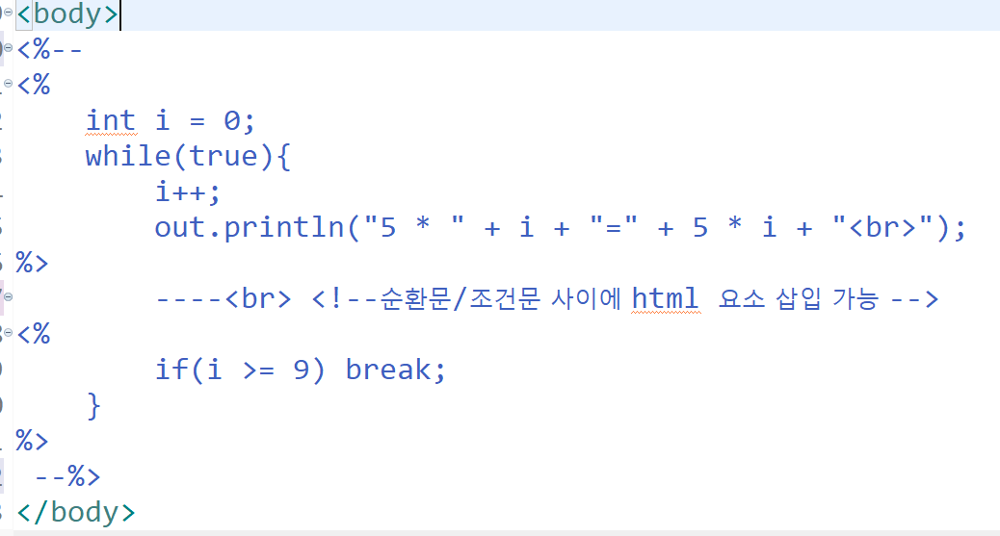 <body>
<%--
<%
    int i = 0;
    while(true){
        i++;
        out.println("5 * " + i + "=" + 5 * i + "<br>");
%>
        ----<br> <!--순환문/조건문 사이에 html 요소 삽입 가능 -->
<%
        if(i >= 9) break;
    }
%>
 --%>
</body>